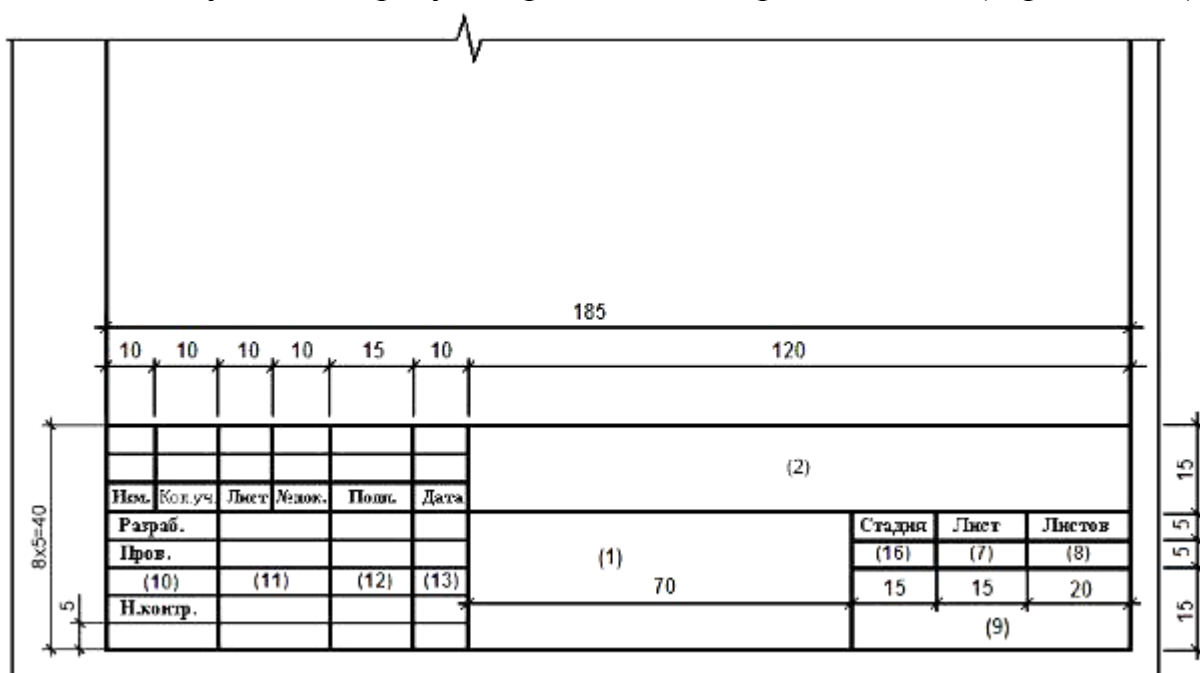 185
10 10 10 10 15 10 120
(2)
15
Изм. Кол.уч. Лист №док. Подп. Дата
8x5=40
Разраб.
Стадия Лист Листов
5
Пров.
(1)
(16) (7) (8)
5
(10) (11) (12) (13)
70
15 15 20
5
Н.контр.
15
(9)